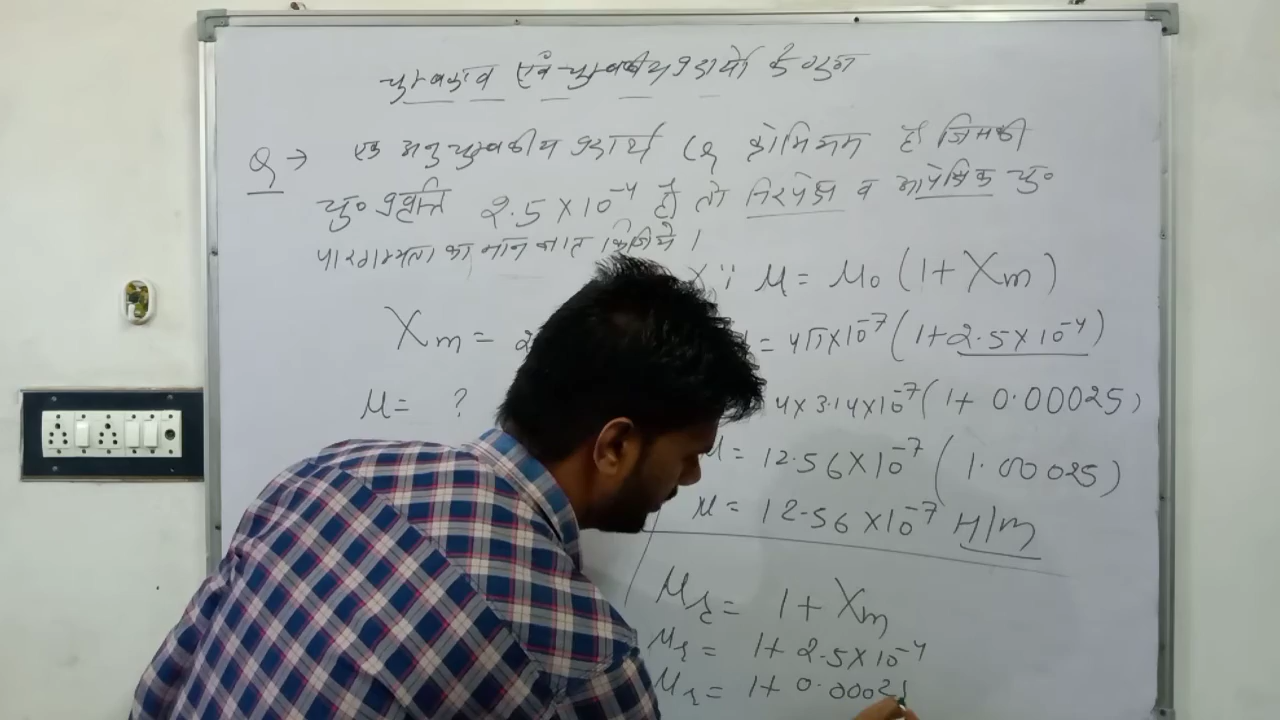 चुम्बकत्व एवं चुम्बकीय पदार्थो के गुण
Q → एक अनुचुम्बकीय पदार्थ क्रोमियम है जिसकी
चु० प्रवृत्ति 2.5 X 10⁻⁴ है तो निरपेक्ष व आपेक्षिक चु०
पारगम्यता का मान ज्ञात किजिये ।
Xm = 2
μ = ?
∵ μ = μ₀ (1 + Xm)
= 4π×10⁻⁷ (1+2.5×10⁻⁴)
4×3.14×10⁻⁷ (1+ 0.00025)
μ = 12.56×10⁻⁷ (1.00025)
μ = 12.56 ×10⁻⁷ H/m
μr = 1 + Xm
μr = 1 + 2.5×10⁻⁴
μr = 1 + 0.0002